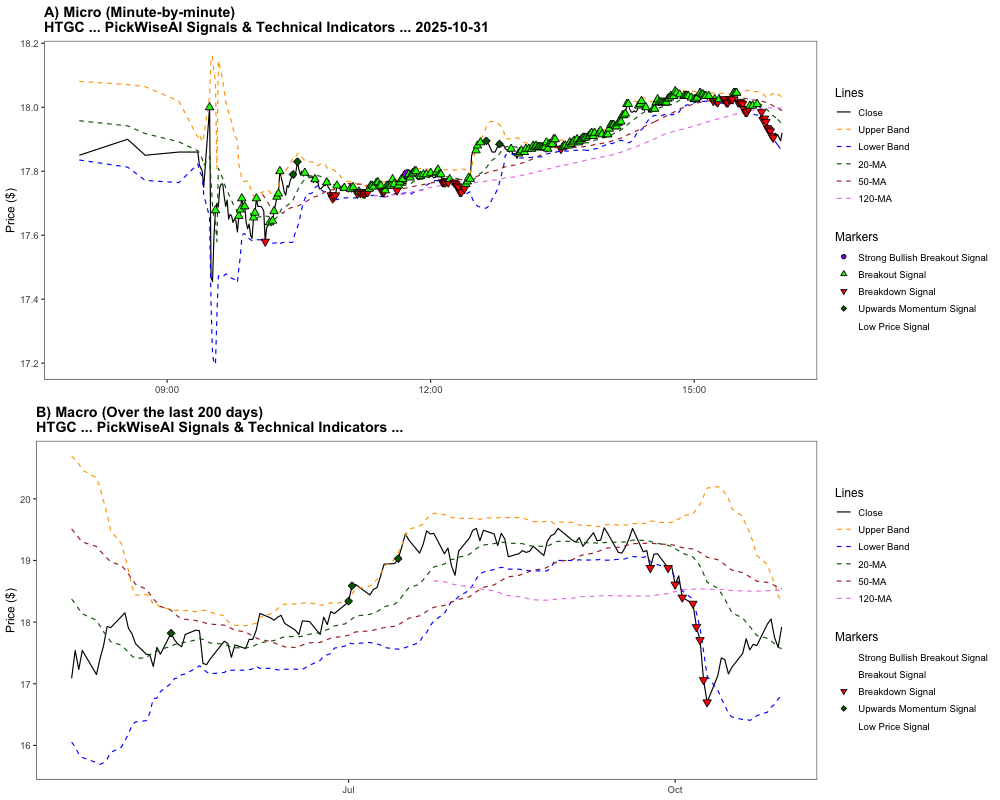 A) Micro (Minute-by-minute)
HTGC ... PickWiseAI Signals & Technical Indicators ... 2025-10-31
Price ($)
18.2
18.0
17.8
17.6
17.4
17.2
09:00
12:00
15:00
Lines
Close
Upper Band
Lower Band
20-MA
50-MA
120-MA
Markers
Strong Bullish Breakout Signal
Breakout Signal
Breakdown Signal
Upwards Momentum Signal
Low Price Signal
B) Macro (Over the last 200 days)
HTGC ... PickWiseAI Signals & Technical Indicators ...
Price ($)
20
19
18
17
16
Jul
Oct
Lines
Close
Upper Band
Lower Band
20-MA
50-MA
120-MA
Markers
Strong Bullish Breakout Signal
Breakout Signal
Breakdown Signal
Upwards Momentum Signal
Low Price Signal